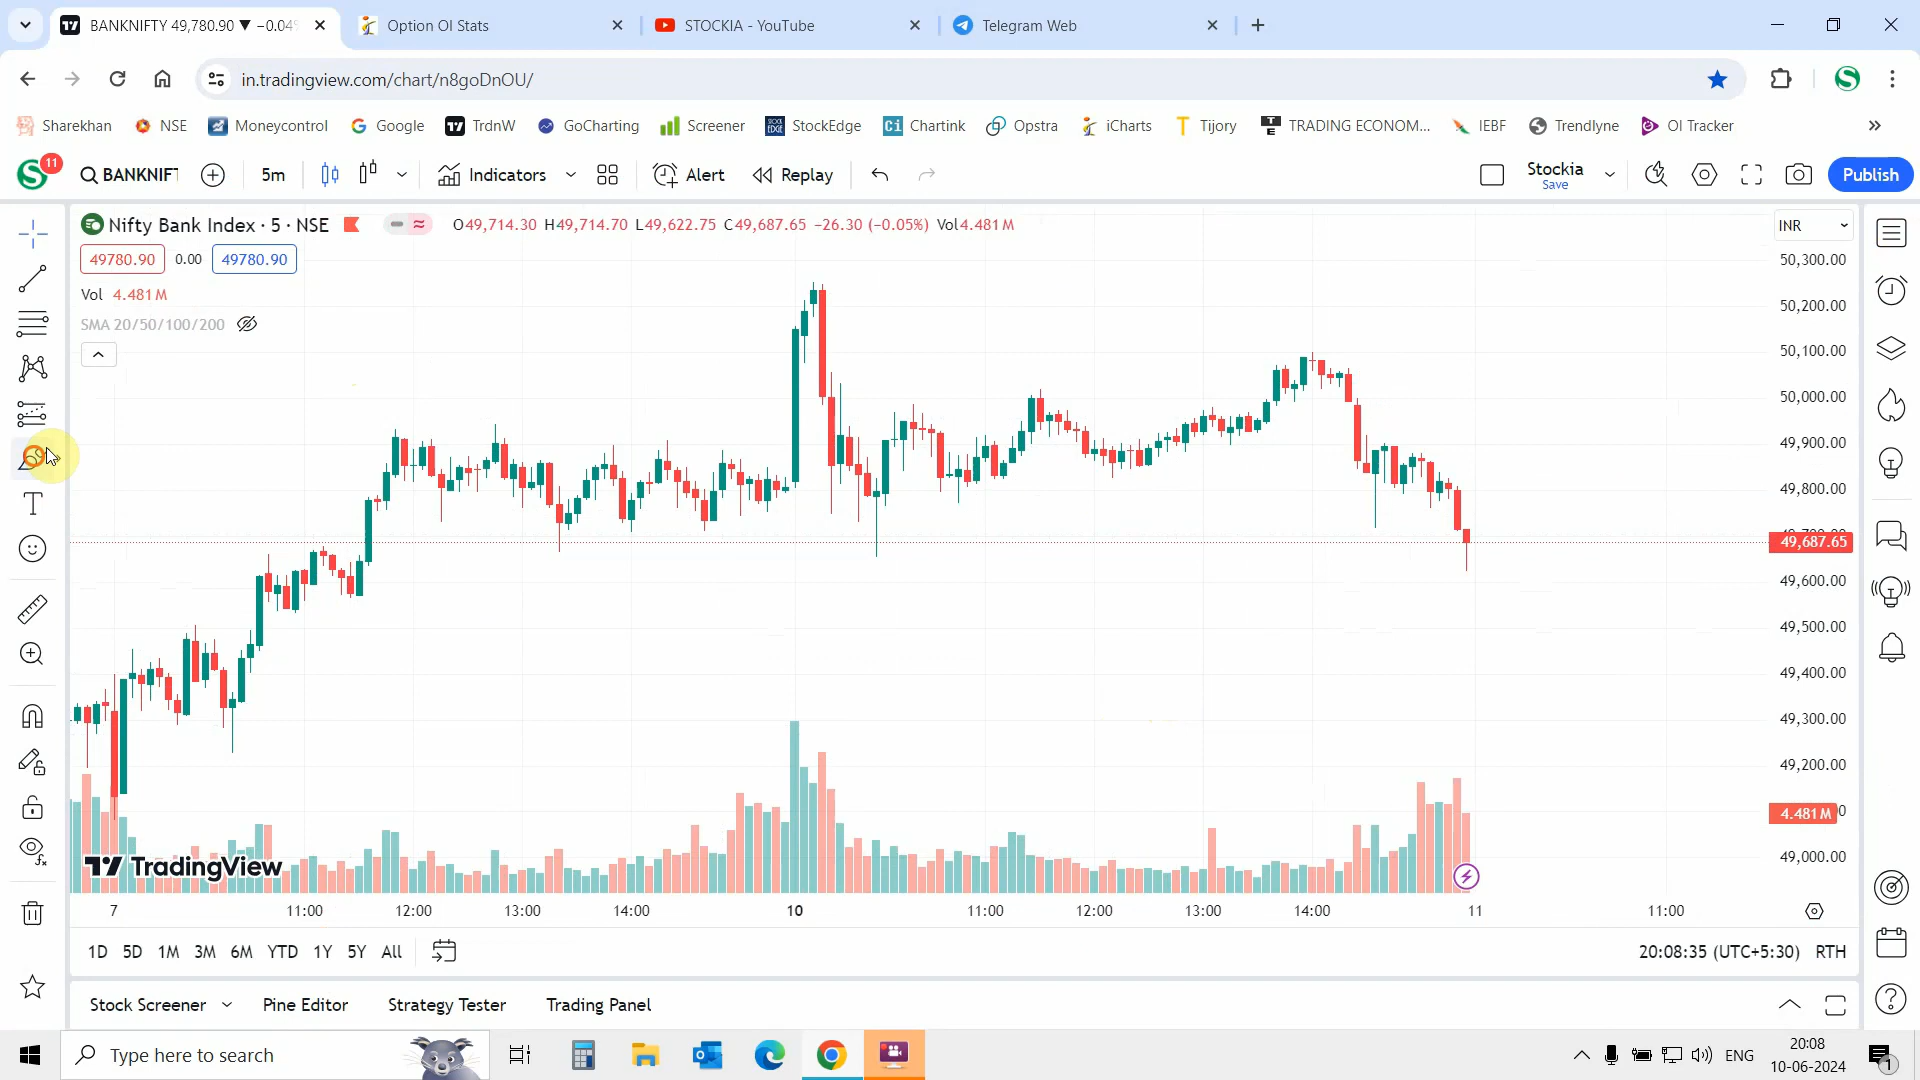 BANKNIFTY 49,780.90 ▼ −0.04%
Option OI Stats
STOCKIA - YouTube
Telegram Web
in.tradingview.com/chart/n8goDnOU/
Sharekhan
NSE
Moneycontrol
Google
TrdnW
GoCharting
Screener
StockEdge
Chartink
Opstra
iCharts
Tijory
TRADING ECONOM...
IEBF
Trendlyne
OI Tracker
11
BANKNIFT
5m
Indicators
Alert
Replay
Stockia
Save
Publish
Nifty Bank Index · 5 · NSE
O49,714.30 H49,714.70 L49,622.75 C49,687.65 −26.30 (−0.05%) Vol4.481 M
INR
49780.90
0.00
49780.90
Vol 4.481 M
SMA 20/50/100/200
50,300.00
50,200.00
50,100.00
50,000.00
49,900.00
49,800.00
49,687.65
49,600.00
49,500.00
49,400.00
49,300.00
49,200.00
4.481 M
49,000.00
TradingView
7
11:00
12:00
13:00
14:00
10
11:00
12:00
13:00
14:00
11
11:00
1D 5D 1M 3M 6M YTD 1Y 5Y All
20:08:35 (UTC+5:30) RTH
Stock Screener
Pine Editor
Strategy Tester
Trading Panel
Type here to search
ENG
20:08
10-06-2024
1